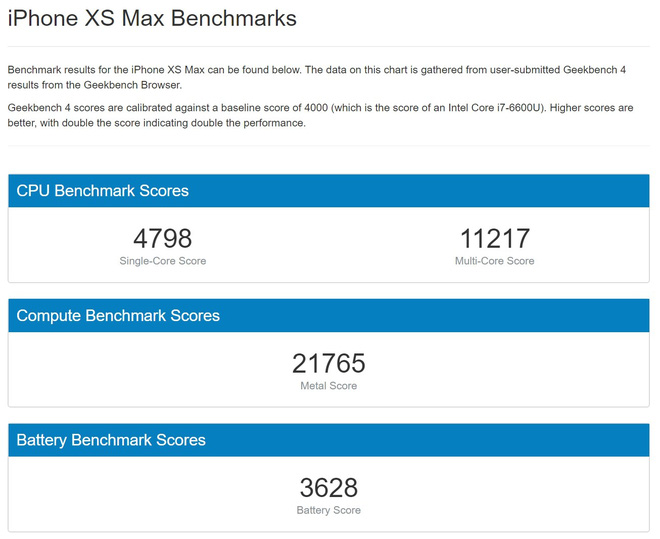 iPhone XS Max Benchmarks
Benchmark results for the iPhone XS Max can be found below. The data on this chart is gathered from user-submitted Geekbench 4
results from the Geekbench Browser.
Geekbench 4 scores are calibrated against a baseline score of 4000 (which is the score of an Intel Core i7-6600U). Higher scores are
better, with double the score indicating double the performance.
CPU Benchmark Scores
4798 11217
Single-Core Score Multi-Core Score
Compute Benchmark Scores
21765
Metal Score
Battery Benchmark Scores
3628
Battery Score